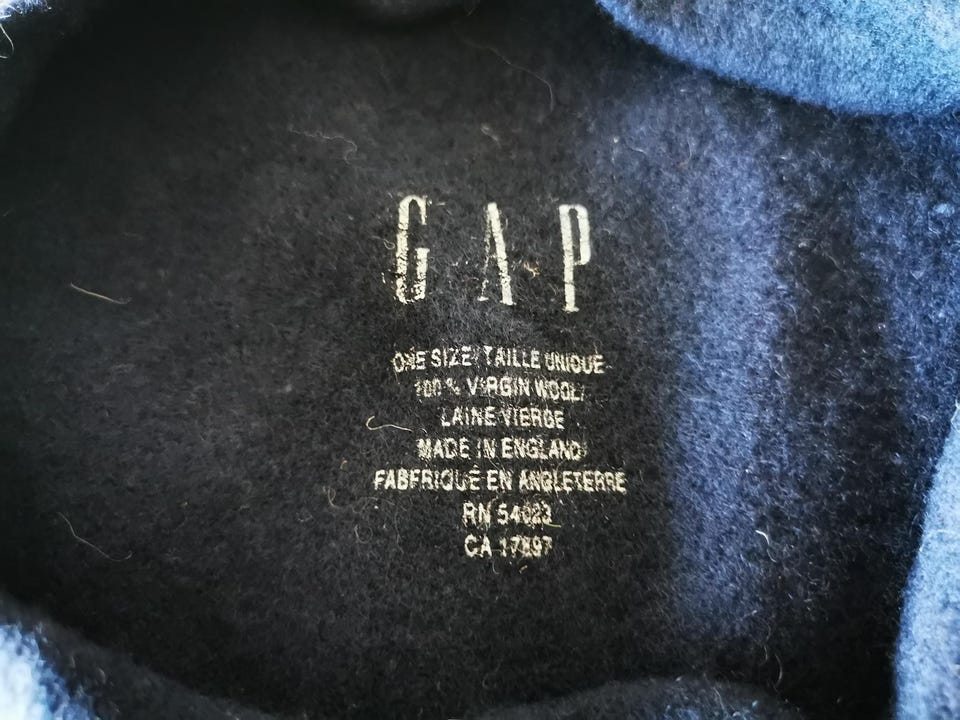 GAP
ONE SIZE/TAILLE UNIQUE
100% VIRGIN WOOL/
LAINE VIERGE
MADE IN ENGLAND/
FABFRIQUÉ EN ANGLETERRE
RN 54023
CA 17897